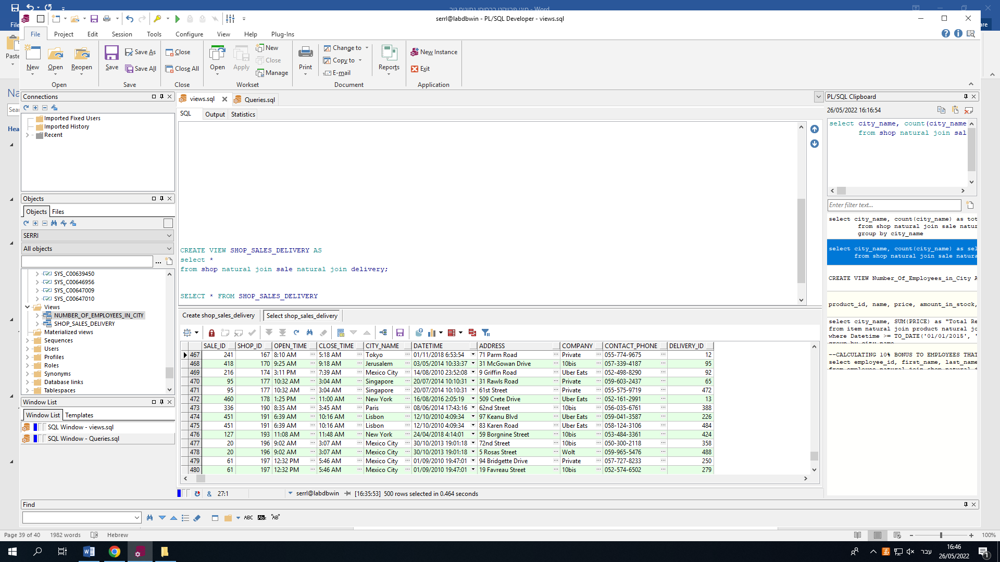 מיני פרויקט בבסיסי נתונים גיר - Word
serrl@labdbwin - PL/SQL Developer - views.sql
File Project Edit Session Tools Configure View Help Plug-Ins
Paste
New Open Reopen
Open
Save Save As Save All
Save
Close Close All
Close
Open Apply New Close Manage
Workset
Print Change to Copy to E-mail
Document
Reports
New Instance Exit
Application
Connections
Imported Fixed Users
Imported History
Recent
Objects
Objects Files
SERRI
All objects
SYS_C00639450
SYS_C00646956
SYS_C00647009
SYS_C00647010
Views
NUMBER_OF_EMPLOYEES_IN_CITY
SHOP_SALES_DELIVERY
Materialized views
Sequences
Users
Profiles
Roles
Synonyms
Database links
Tablespaces
Window List
Window List Templates
SQL Window - views.sql
SQL Window - Queries.sql
views.sql Queries.sql
SQL Output Statistics
CREATE VIEW SHOP_SALES_DELIVERY AS
select *
from shop natural join sale natural join delivery;
SELECT * FROM SHOP_SALES_DELIVERY
Create shop_sales_delivery Select shop_sales_delivery
SALE_ID SHOP_ID OPEN_TIME CLOSE_TIME CITY_NAME DATETIME ADDRESS COMPANY CONTACT_PHONE DELIVERY_ID
467 241 167 8:10 AM 5:18 AM Tokyo 01/11/2018 6:53:54 71 Parm Road Private 055-774-9675 12
468 418 170 9:25 AM 9:18 AM Jerusalem 03/05/2014 10:33:37 31 McGowan Drive 10bis 057-339-4187 95
469 216 174 3:11 PM 7:39 AM Mexico City 14/08/2010 23:52:08 9 Griffin Road Uber Eats 052-498-8290 92
470 95 177 10:32 AM 3:04 AM Singapore 20/07/2014 10:10:31 31 Rawls Road Private 059-603-2437 65
471 95 177 10:32 AM 3:04 AM Singapore 20/07/2014 10:10:31 61st Street Private 055-575-9719 472
472 460 178 1:25 PM 11:00 AM New York 16/08/2016 2:05:19 509 Crete Drive Uber Eats 052-161-2991 13
473 336 190 8:35 AM 3:45 AM Paris 08/06/2014 17:43:16 62nd Street 10bis 056-035-6761 388
474 451 191 6:39 AM 10:16 AM Lisbon 12/10/2010 4:09:34 97 Keanu Blvd Uber Eats 059-041-3587 226
475 451 191 6:39 AM 10:16 AM Lisbon 12/10/2010 4:09:34 83 Karen Road Uber Eats 058-124-3106 484
476 127 193 11:08 AM 11:48 AM New York 24/04/2018 4:14:01 59 Borgnine Street 10bis 053-484-3361 424
477 20 196 9:02 AM 3:07 AM Mexico City 30/10/2013 19:01:18 72nd Street 10bis 050-300-2118 358
478 20 196 9:02 AM 3:07 AM Mexico City 30/10/2013 19:01:18 5 Rosas Street Wolt 059-965-5476 488
479 61 197 12:32 PM 5:46 AM Mexico City 01/09/2010 19:47:01 94 Bridgette Drive Private 057-727-8233 250
480 61 197 12:32 PM 5:46 AM Mexico City 01/09/2010 19:47:01 19 Favreau Street 10bis 052-574-6502 279
& 27:1 serrl@labdbwin [16:35:53] 500 rows selected in 0.464 seconds
PL/SQL Clipboard
26/05/2022 16:16:54
select city_name, count(city_name
from shop natural join sal
Enter filter text...
select city_name, count(city_name) as tot
from shop natural join sale natur
group by city_name
select city_name, count(city_name) as sel
from shop natural join sale natura
CREATE VIEW Number_Of_Employees_in_City A
product_id, name, price, amount_in_stock,
select city_name, SUM(PRICE) as "Total Re
from item natural join product natural jo
where Datetime >= TO_DATE('01/01/2015', '
group by city_name
--CALCULATING 10% BONUS TO EMPLOYEES THAT
select employee_id, first_name, last_name
from employee natural join shop natural j
Find
ABC AB "AB"
Page 39 of 40 1982 words Hebrew 100%
עבר 16:46
26/05/2022
1